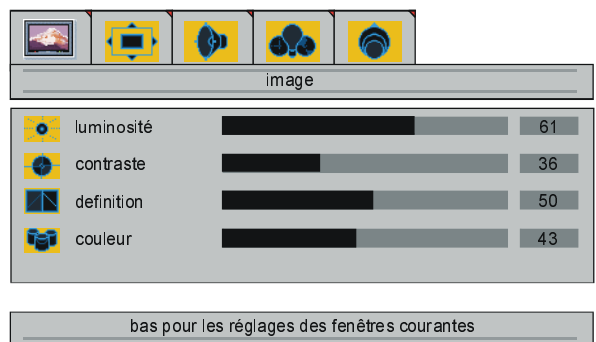 image
luminosité 61
contraste 36
definition 50
couleur 43
bas pour les réglages des fenêtres courantes